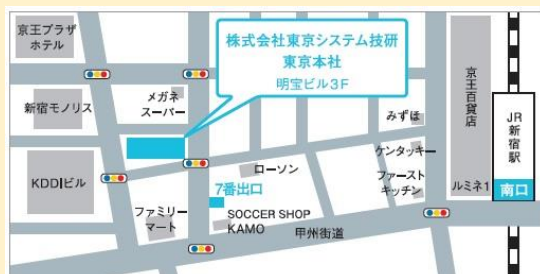 京王プラザ
ホテル
株式会社東京システム技研
東京本社
明宝ビル3F
新宿モノリス
メガネ
スーパー
みずほ
京王百貨店
JR新宿駅
KDDIビル
ローソン
ケンタッキー
7番出口
ファースト
キッチン
ルミネ1
南口
ファミリー
マート
SOCCER SHOP
KAMO
甲州街道